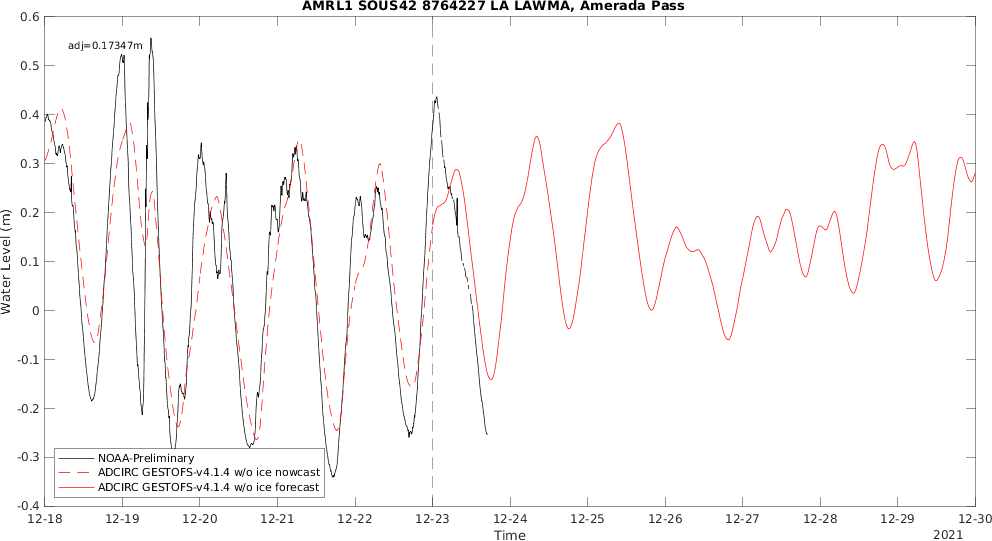 AMRL1 SOUS42 8764227 LA LAWMA, Amerada Pass
adj=0.17347m
0.6
0.5
0.4
0.3
0.2
0.1
0
-0.1
-0.2
-0.3
-0.4
Water Level (m)
NOAA-Preliminary
ADCIRC GESTOFS-v4.1.4 w/o ice nowcast
ADCIRC GESTOFS-v4.1.4 w/o ice forecast
12-18 12-19 12-20 12-21 12-22 12-23 12-24 12-25 12-26 12-27 12-28 12-29 12-30
Time
2021